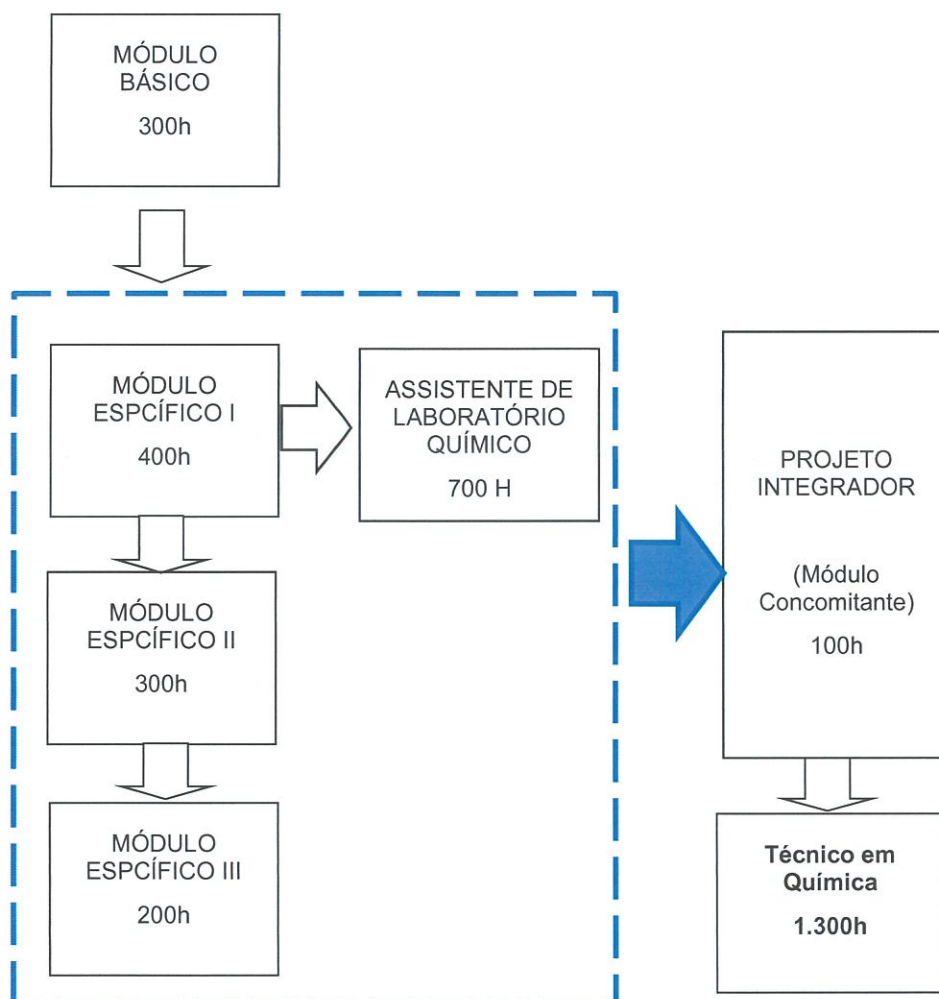 MÓDULO
BÁSICO
300h
MÓDULO
ESPCÍFICO I
400h
ASSISTENTE DE
LABORATÓRIO
QUÍMICO
700 H
MÓDULO
ESPCÍFICO II
300h
MÓDULO
ESPCÍFICO III
200h
PROJETO
INTEGRADOR
(Módulo
Concomitante)
100h
Técnico em
Química
1.300h